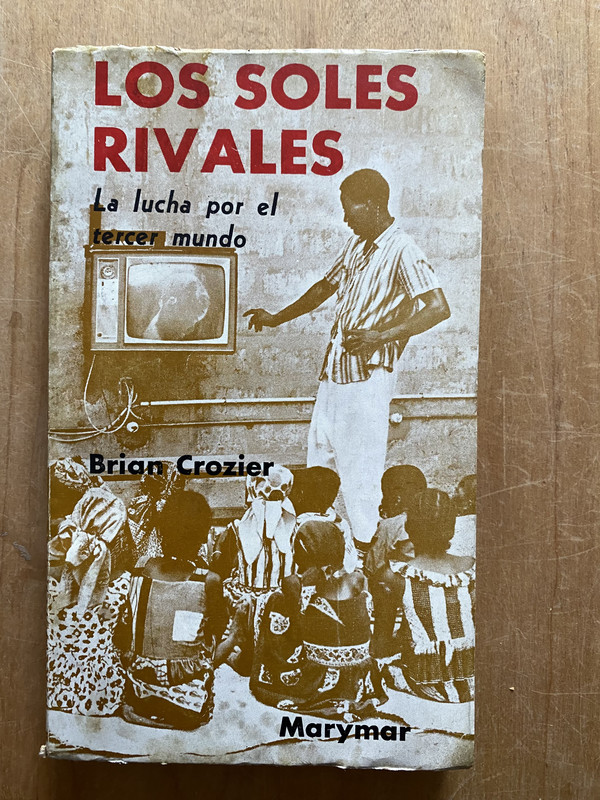 LOS SOLES
RIVALES
La lucha por el
tercer mundo
Brian Crozier
Marymar